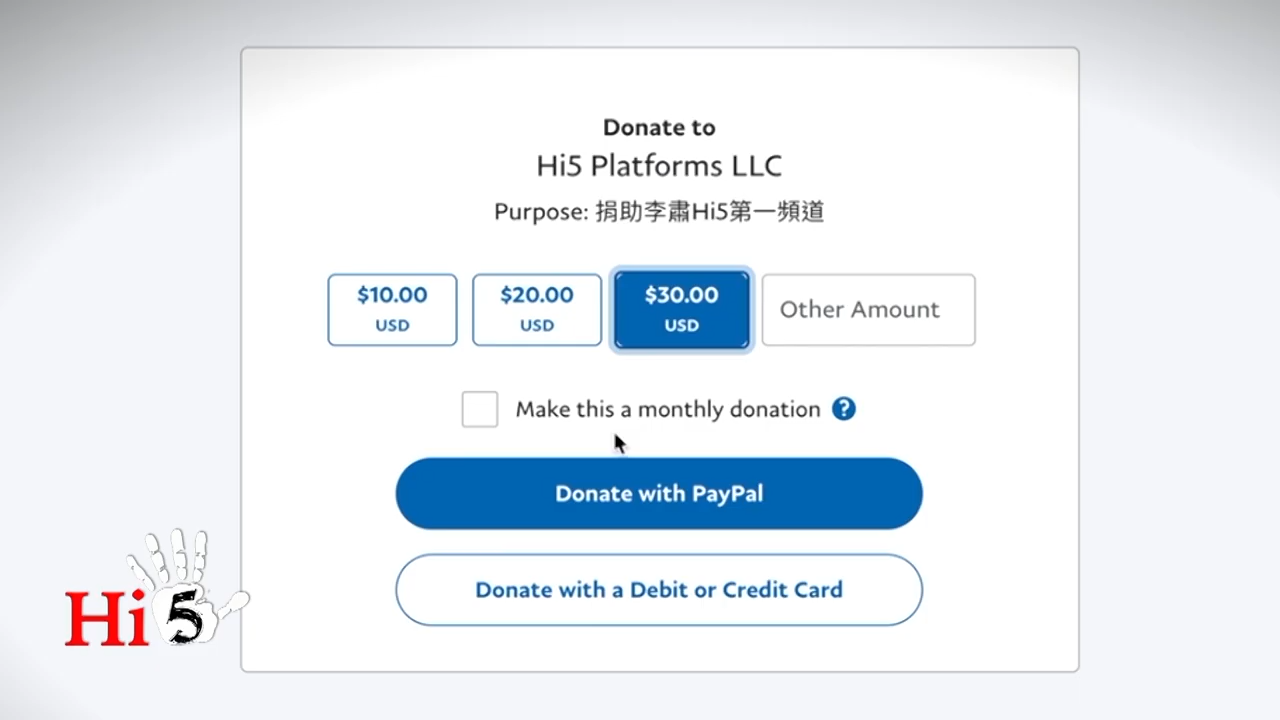 Donate to
Hi5 Platforms LLC
Purpose: 捐助李肅Hi5第一頻道
$10.00
USD
$20.00
USD
$30.00
USD
Other Amount
Make this a monthly donation ?
Donate with PayPal
Donate with a Debit or Credit Card
Hi5